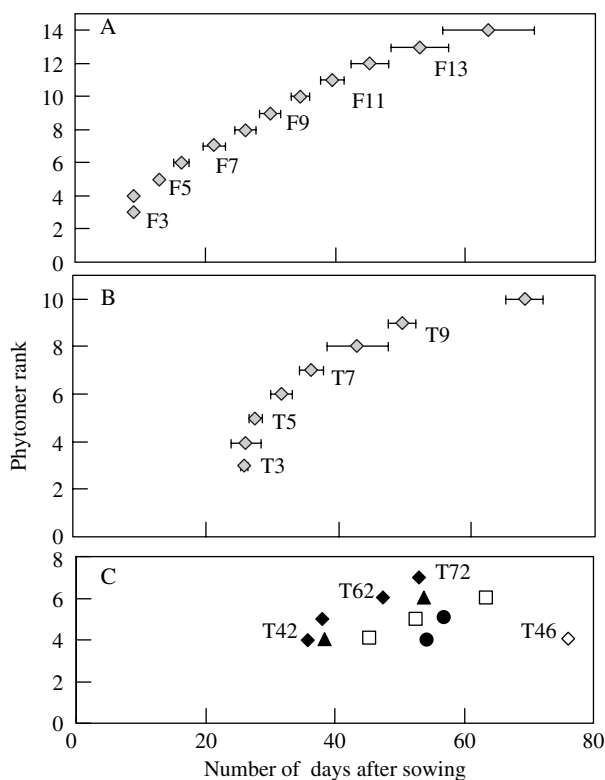 14
A
12
F13
10
F11
8
F9
6
F7
4
F5
2
F3
0
B
10
T9
8
T7
6
T5
4
T3
2
0
Phytomer rank
8
C
T72
6
T62
4
T42
T46
2
0
0 20 40 60 80
Number of days after sowing